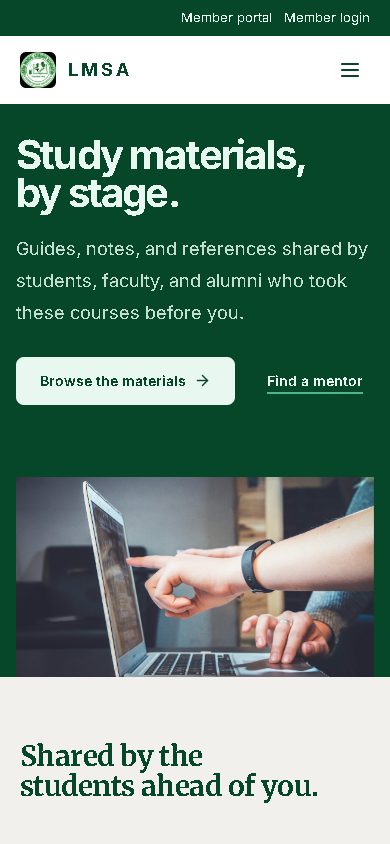 Member portal Member login
LMSA
Study materials,
by stage.
Guides, notes, and references shared by
students, faculty, and alumni who took
these courses before you.
Browse the materials → Find a mentor
Shared by the
students ahead of you.